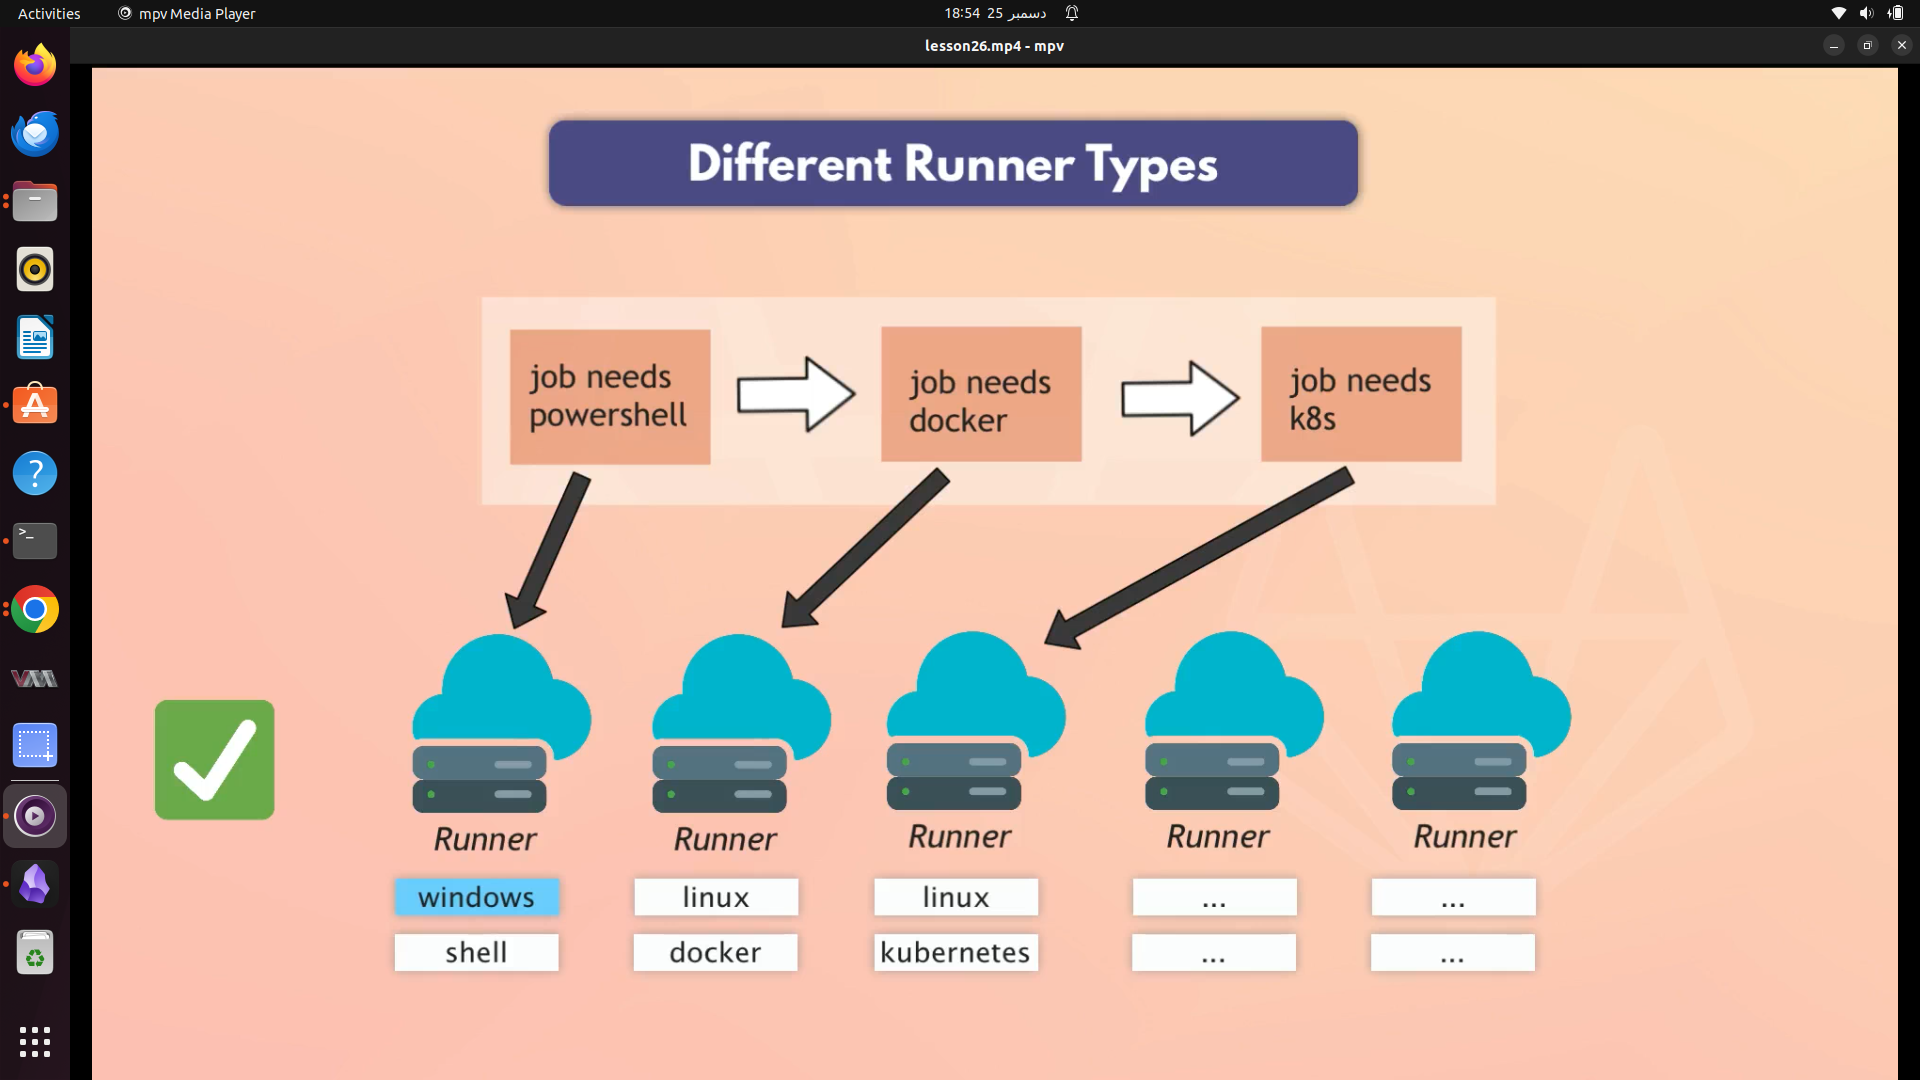 Activities
mpv Media Player
18:54 25 دسمبر
lesson26.mp4 - mpv
Different Runner Types
job needs
powershell
job needs
docker
job needs
k8s
Runner
Runner
Runner
Runner
Runner
windows
linux
linux
...
...
shell
docker
kubernetes
...
...